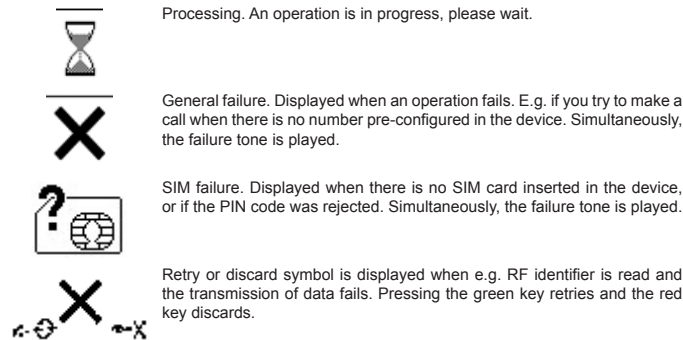 Processing. An operation is in progress, please wait.
General failure. Displayed when an operation fails. E.g. if you try to make a
call when there is no number pre-configured in the device. Simultaneously,
the failure tone is played.
?
SIM failure. Displayed when there is no SIM card inserted in the device,
or if the PIN code was rejected. Simultaneously, the failure tone is played.
Retry or discard symbol is displayed when e.g. RF identifier is read and
the transmission of data fails. Pressing the green key retries and the red
key discards.